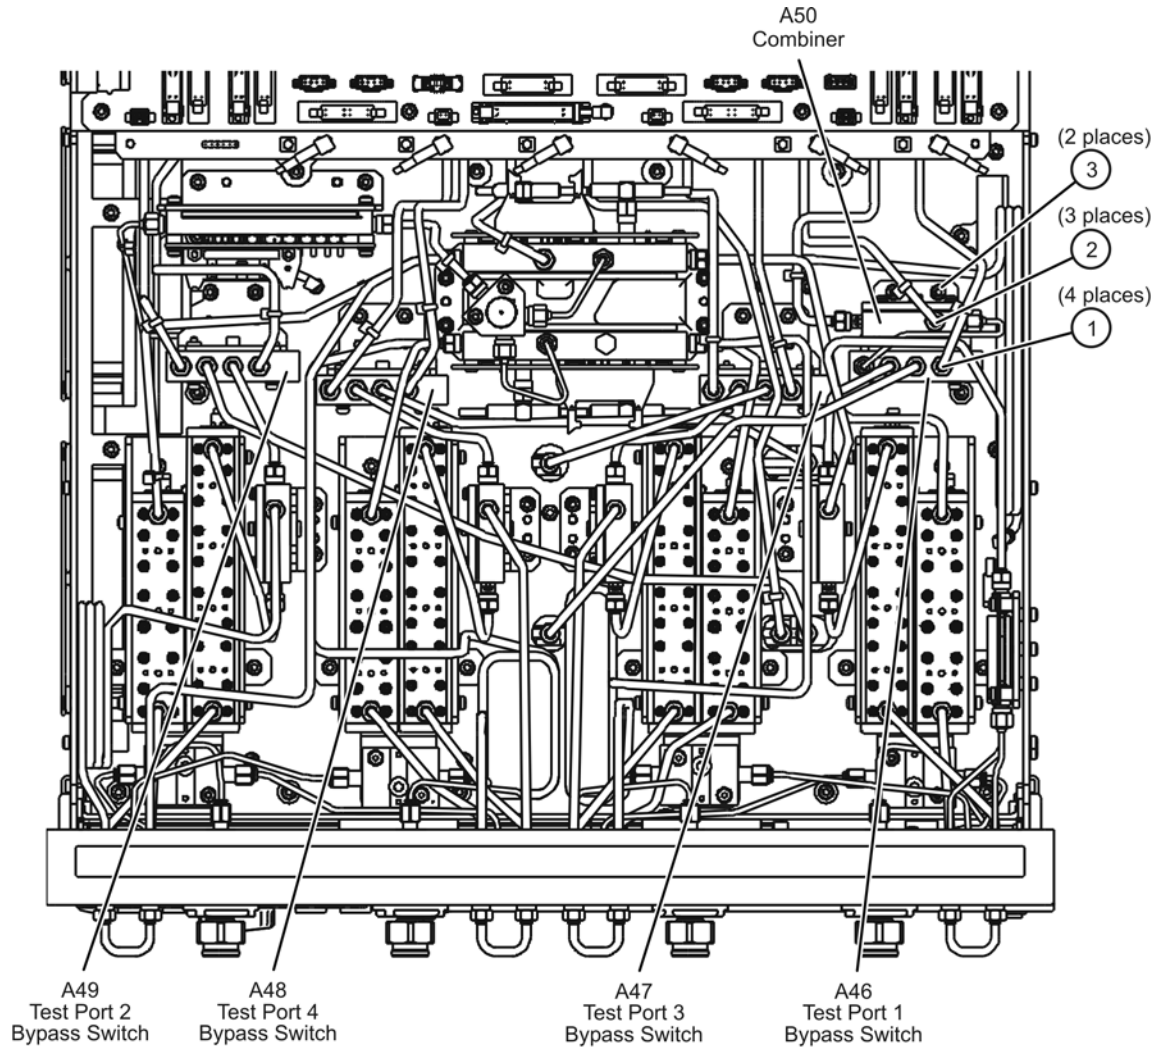 A50
Combiner
(2 places)
3
(3 places)
2
(4 places)
1
A49
Test Port 2
Bypass Switch
A48
Test Port 4
Bypass Switch
A47
Test Port 3
Bypass Switch
A46
Test Port 1
Bypass Switch